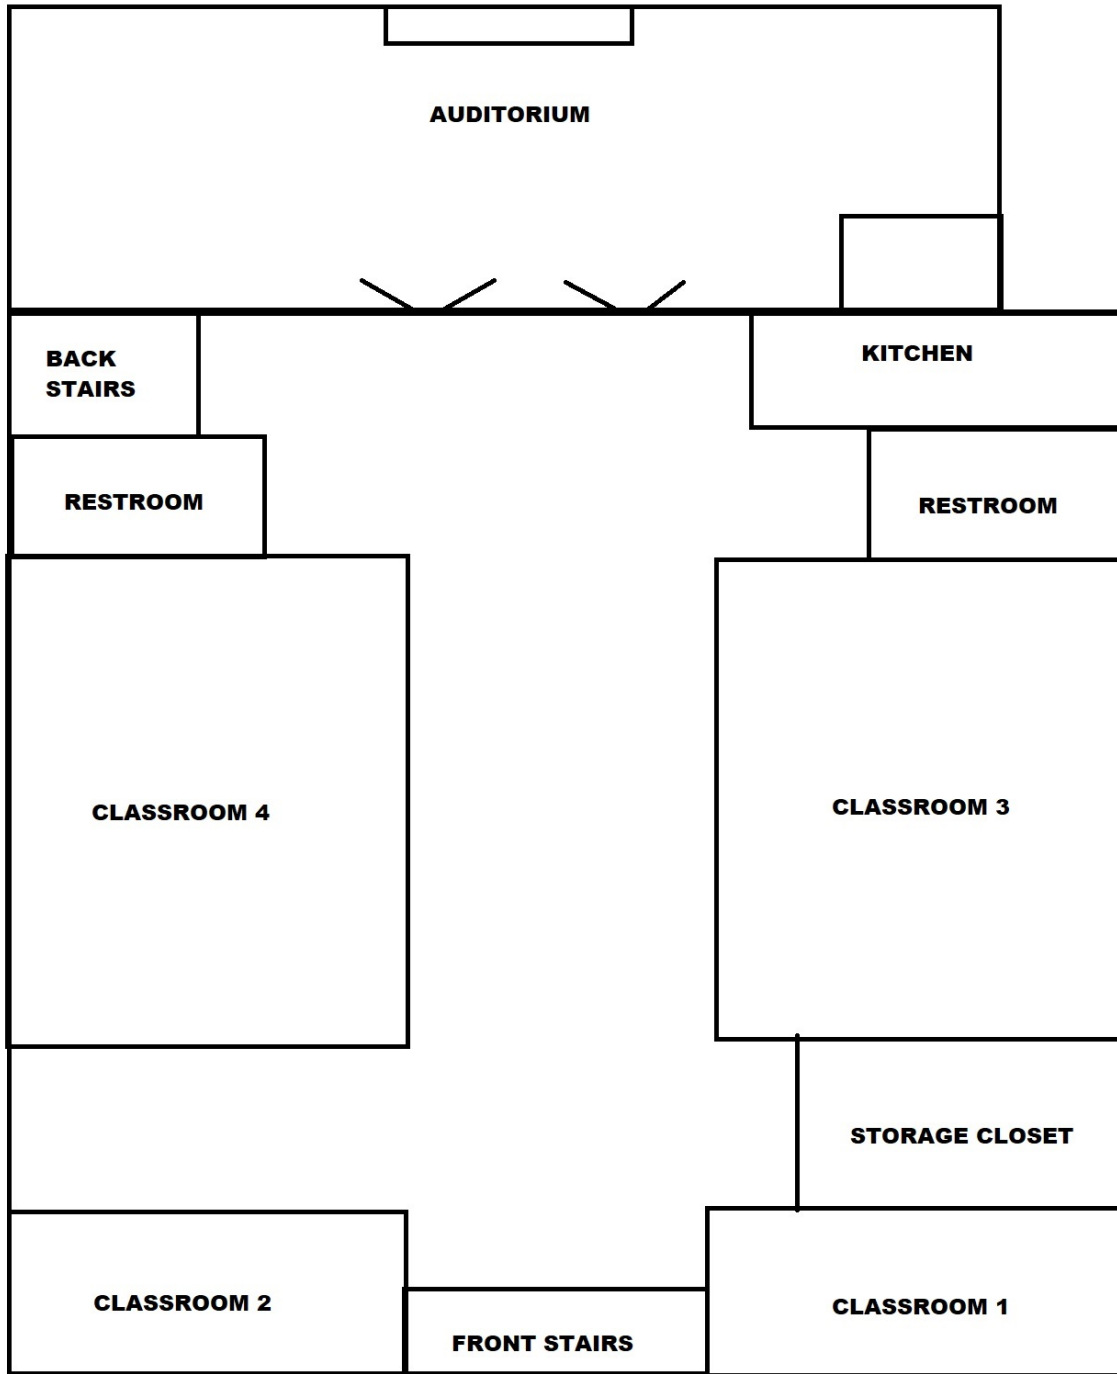 AUDITORIUM
BACK
STAIRS
KITCHEN
RESTROOM
RESTROOM
CLASSROOM 4
CLASSROOM 3
STORAGE CLOSET
CLASSROOM 2
CLASSROOM 1
FRONT STAIRS